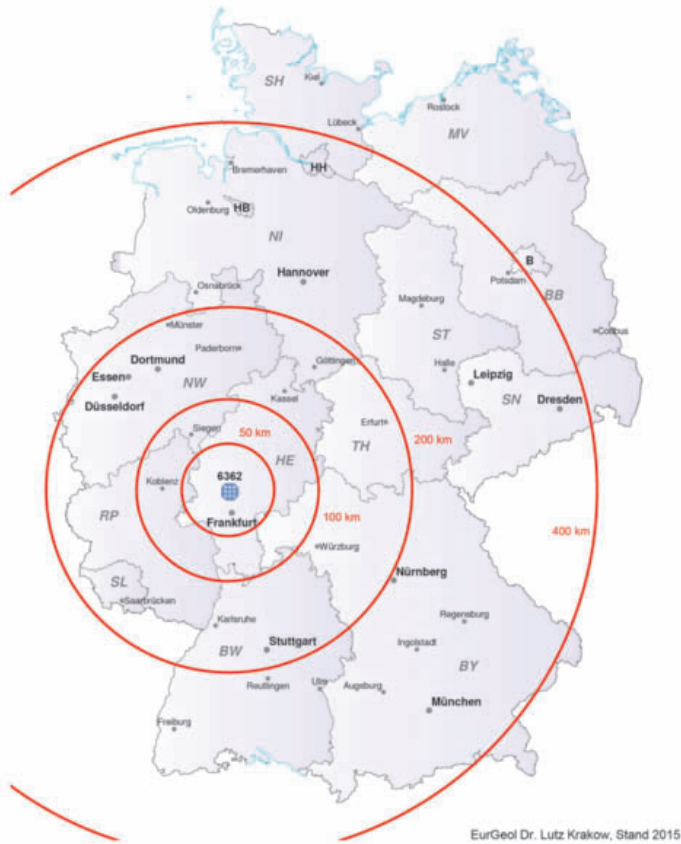 Kiel
SH
Rostock
Lübeck
MV
HH
Bremerhaven
Oldenburg
HB
NI
B
Potsdam
BB
Hannover
Osnabrück
Magdeburg
Münster
ST
Cottbus
Paderborn
Dortmund
Göttingen
Halle
Essen
NW
Leipzig
Düsseldorf
Kassel
SN
Dresden
Siegen
50 km
Erfurt
TH
200 km
HE
6362
Koblenz
RP
Frankfurt
100 km
400 km
Würzburg
SL
Nürnberg
Saarbrücken
Karlsruhe
Regensburg
Stuttgart
Ingolstadt
BW
BY
Reutlingen
Ulm
Augsburg
München
Freiburg
EurGeol Dr. Lutz Krakow, Stand 2015